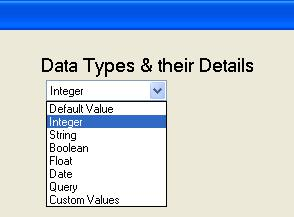 Data Types & their Details
Integer
Default Value
Integer
String
Boolean
Float
Date
Query
Custom Values